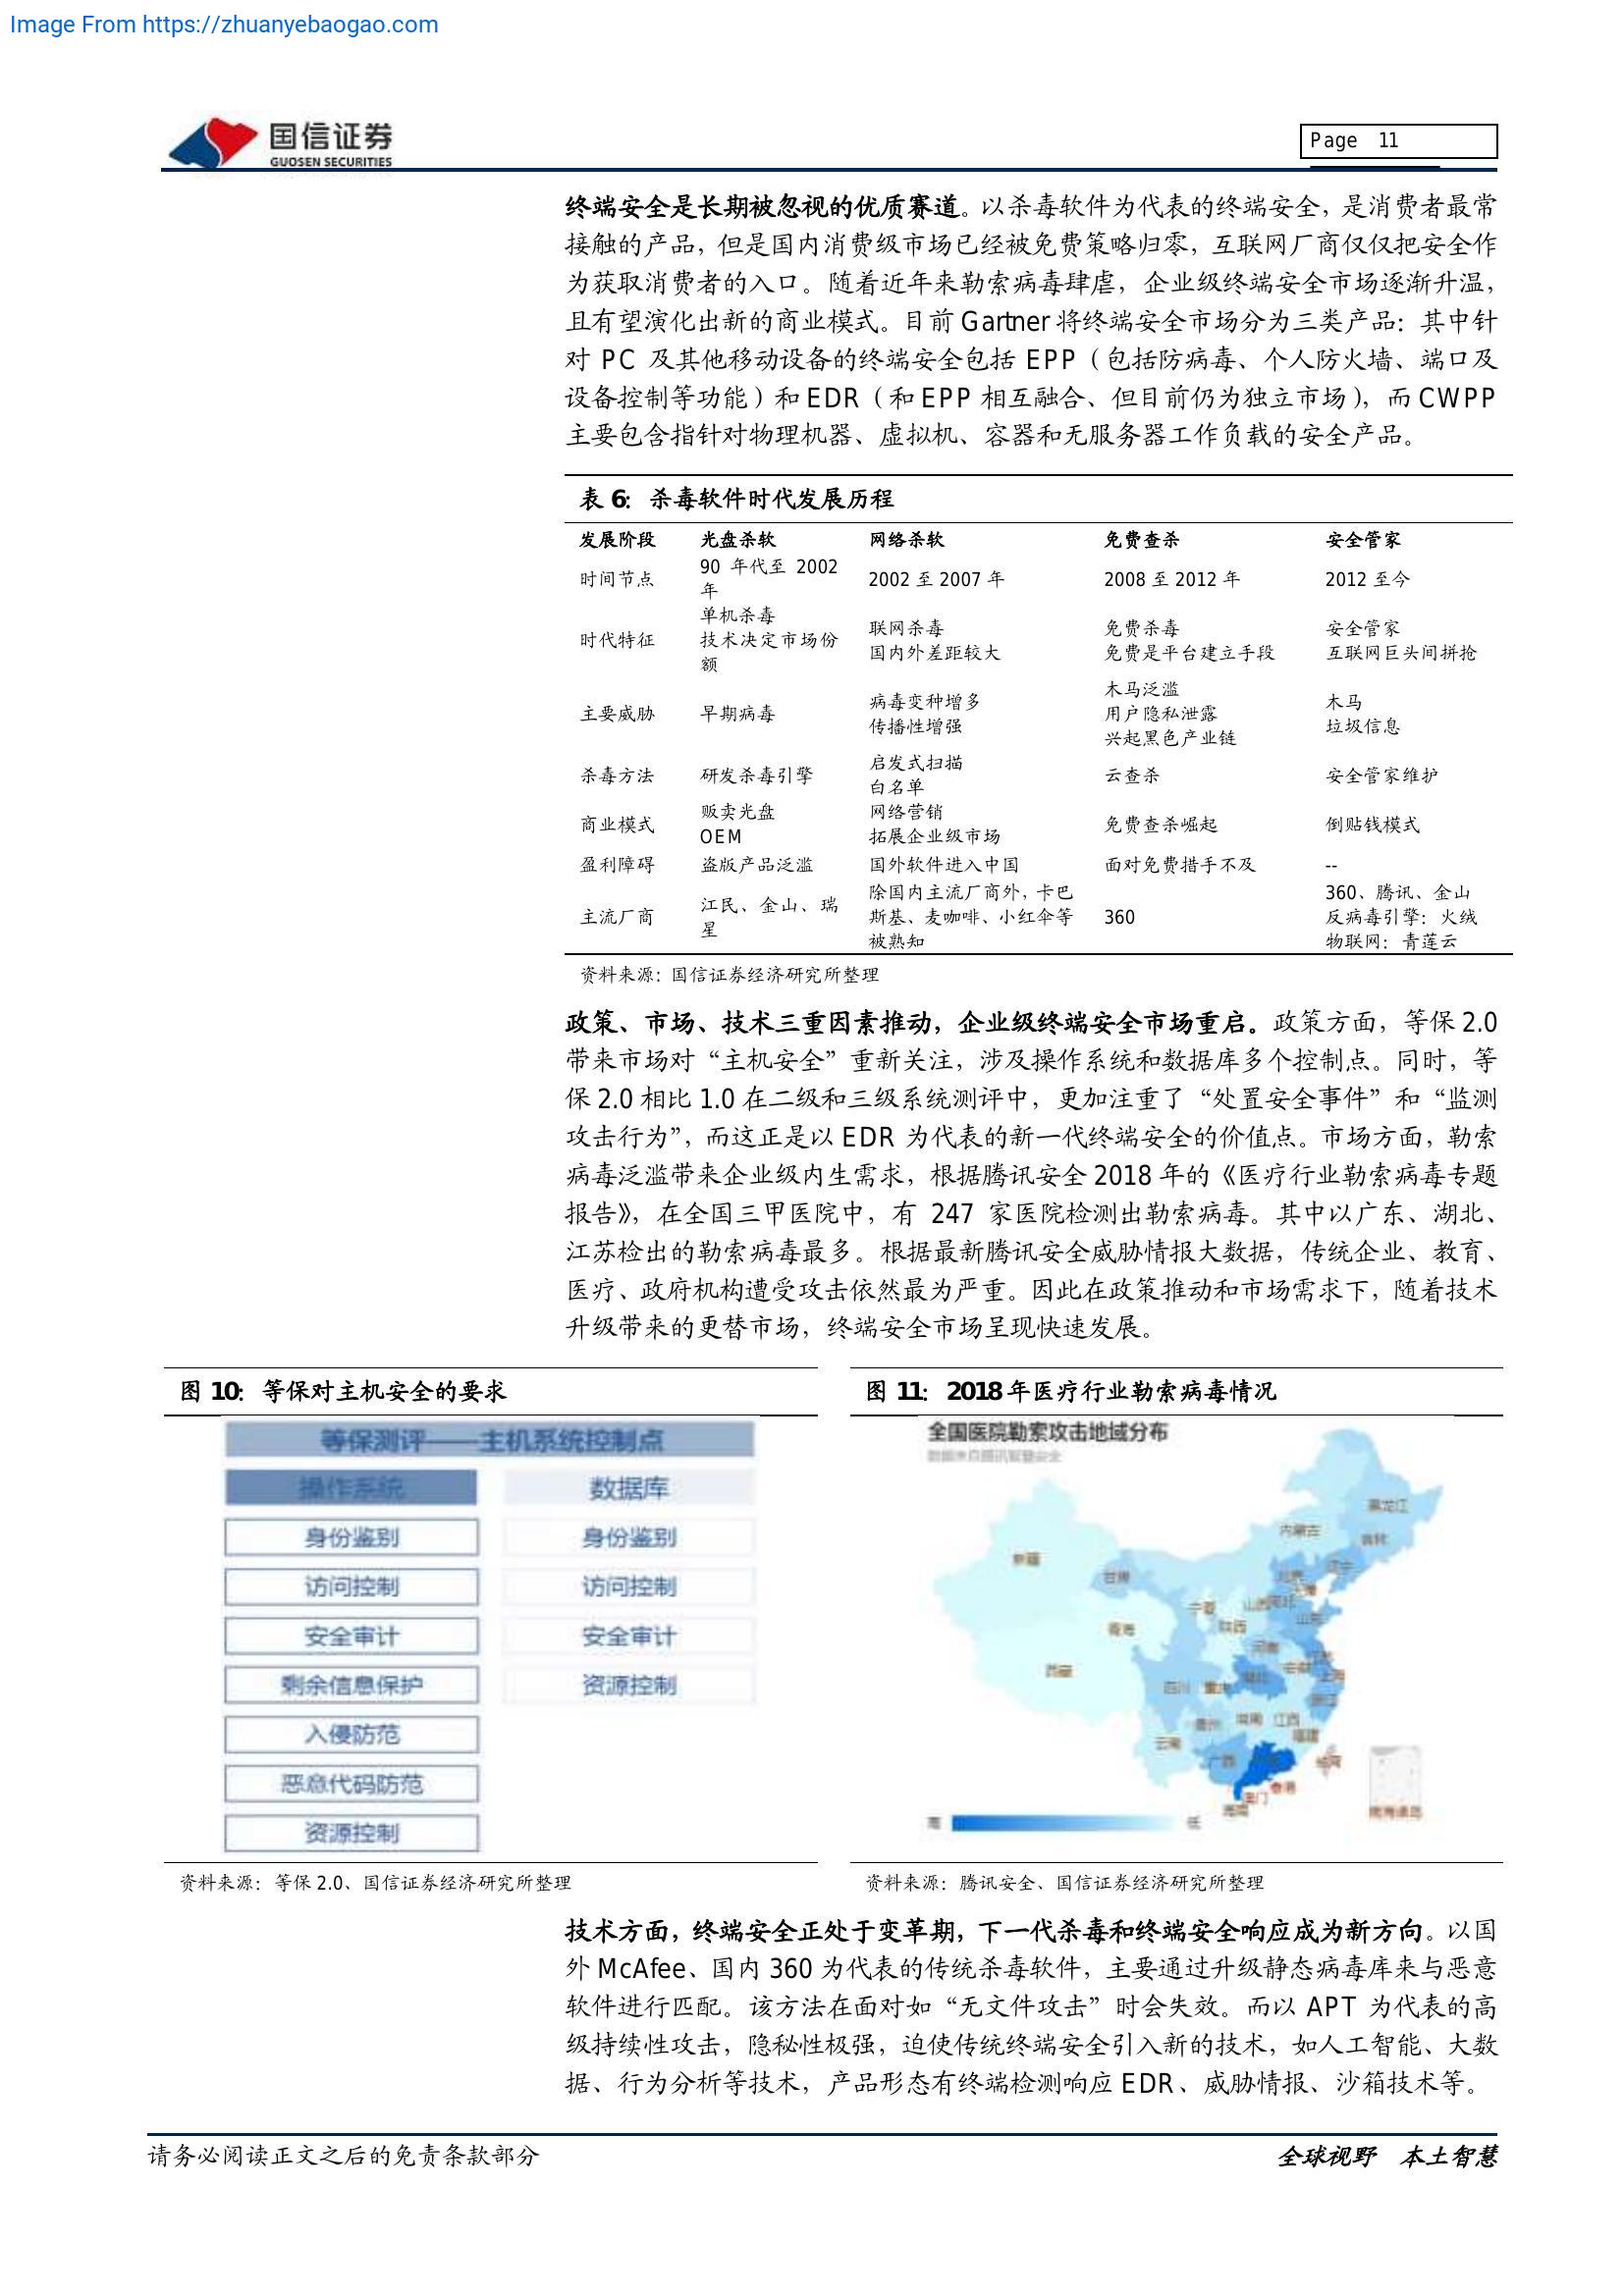 Image From https://zhuanyebaogao.com
国信证券
GUOSEN SECURITIES
Page 11
终端安全是长期被忽视的优质赛道。以杀毒软件为代表的终端安全，是消费者最常
接触的产品，但是国内消费级市场已经被免费策略归零，互联网厂商仅仅把安全作
为获取消费者的入口。随着近年来勒索病毒肆虐，企业级终端安全市场逐渐升温，
且有望演化出新的商业模式。目前 Gartner 将终端安全市场分为三类产品：其中针
对 PC 及其他移动设备的终端安全包括 EPP（包括防病毒、个人防火墙、端口及
设备控制等功能）和 EDR（和 EPP 相互融合、但目前仍为独立市场），而 CWPP
主要包含指针对物理机器、虚拟机、容器和无服务器工作负载的安全产品。
表 6：杀毒软件时代发展历程
发展阶段 光盘杀软 网络杀软 免费查杀 安全管家
时间节点 90 年代至 2002 年 2002 至 2007 年 2008 至 2012 年 2012 至今
时代特征 单机杀毒 技术决定市场份额 联网杀毒 国内外差距较大 免费杀毒 免费是平台建立手段 安全管家 互联网巨头间拼抢
主要威胁 早期病毒 病毒变种增多 传播性增强 木马泛滥 用户隐私泄露 兴起黑色产业链 木马 垃圾信息
杀毒方法 研发杀毒引擎 启发式扫描 白名单 云查杀 安全管家维护
商业模式 贩卖光盘 OEM 网络营销 拓展企业级市场 免费查杀崛起 倒贴钱模式
盈利障碍 盗版产品泛滥 国外软件进入中国 面对免费措手不及 --
主流厂商 江民、金山、瑞星 除国内主流厂商外，卡巴斯基、麦咖啡、小红伞等被熟知 360 360、腾讯、金山 反病毒引擎：火绒 物联网：青莲云
资料来源：国信证券经济研究所整理
政策、市场、技术三重因素推动，企业级终端安全市场重启。政策方面，等保 2.0
带来市场对“主机安全”重新关注，涉及操作系统和数据库多个控制点。同时，等
保 2.0 相比 1.0 在二级和三级系统测评中，更加注重了“处置安全事件”和“监测
攻击行为”，而这正是以 EDR 为代表的新一代终端安全的价值点。市场方面，勒索
病毒泛滥带来企业级内生需求，根据腾讯安全 2018 年的《医疗行业勒索病毒专题
报告》，在全国三甲医院中，有 247 家医院检测出勒索病毒。其中以广东、湖北、
江苏检出的勒索病毒最多。根据最新腾讯安全威胁情报大数据，传统企业、教育、
医疗、政府机构遭受攻击依然最为严重。因此在政策推动和市场需求下，随着技术
升级带来的更替市场，终端安全市场呈现快速发展。
图 10：等保对主机安全的要求
等保测评——主机系统控制点
操作系统 数据库
身份鉴别 身份鉴别
访问控制 访问控制
安全审计 安全审计
剩余信息保护 资源控制
入侵防范
恶意代码防范
资源控制
资料来源：等保 2.0、国信证券经济研究所整理
图 11：2018 年医疗行业勒索病毒情况
全国医院勒索攻击地域分布
黑龙江
内蒙古
吉林
新疆
辽宁
甘肃
宁夏
陕西
山东
青海
河南
西藏
四川
重庆
安徽
上海
浙江
贵州
湖南
江西
云南
福建
广西
台湾
香港
澳门
海南
南海诸岛
高 低
资料来源：腾讯安全、国信证券经济研究所整理
技术方面，终端安全正处于变革期，下一代杀毒和终端安全响应成为新方向。以国
外 McAfee、国内 360 为代表的传统杀毒软件，主要通过升级静态病毒库来与恶意
软件进行匹配。该方法在面对如“无文件攻击”时会失效。而以 APT 为代表的高
级持续性攻击，隐秘性极强，迫使传统终端安全引入新的技术，如人工智能、大数
据、行为分析等技术，产品形态有终端检测响应 EDR、威胁情报、沙箱技术等。
请务必阅读正文之后的免责条款部分
全球视野 本土智慧